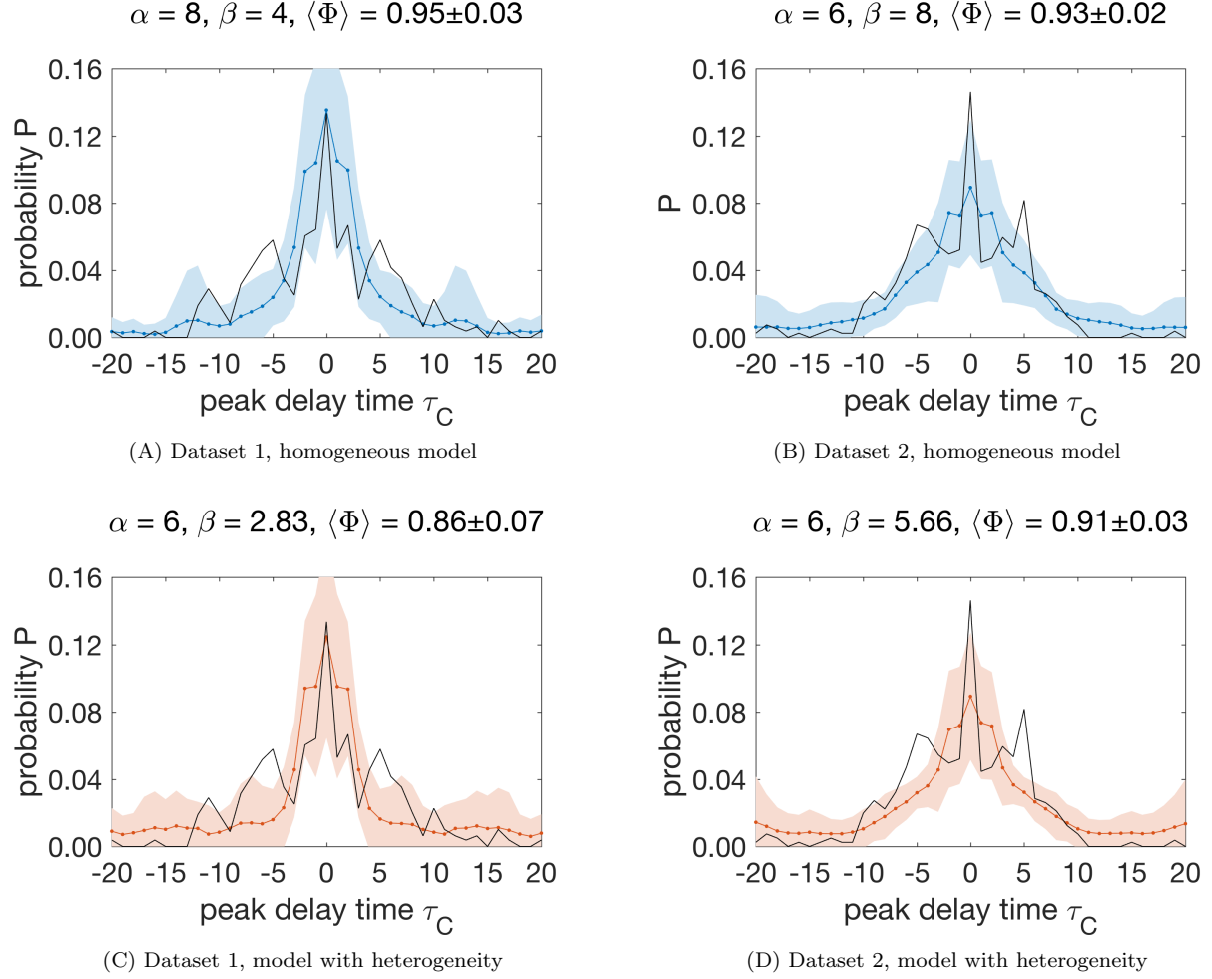 α = 8, β = 4, ⟨Φ⟩ = 0.95±0.03
0.16
0.12
0.08
0.04
0.00
probability P
-20 -15 -10 -5 0 5 10 15 20
peak delay time τ_C
(A) Dataset 1, homogeneous model
α = 6, β = 8, ⟨Φ⟩ = 0.93±0.02
0.16
0.12
0.08
0.04
0.00
P
-20 -15 -10 -5 0 5 10 15 20
peak delay time τ_C
(B) Dataset 2, homogeneous model
α = 6, β = 2.83, ⟨Φ⟩ = 0.86±0.07
0.16
0.12
0.08
0.04
0.00
probability P
-20 -15 -10 -5 0 5 10 15 20
peak delay time τ_C
(C) Dataset 1, model with heterogeneity
α = 6, β = 5.66, ⟨Φ⟩ = 0.91±0.03
0.16
0.12
0.08
0.04
0.00
probability P
-20 -15 -10 -5 0 5 10 15 20
peak delay time τ_C
(D) Dataset 2, model with heterogeneity